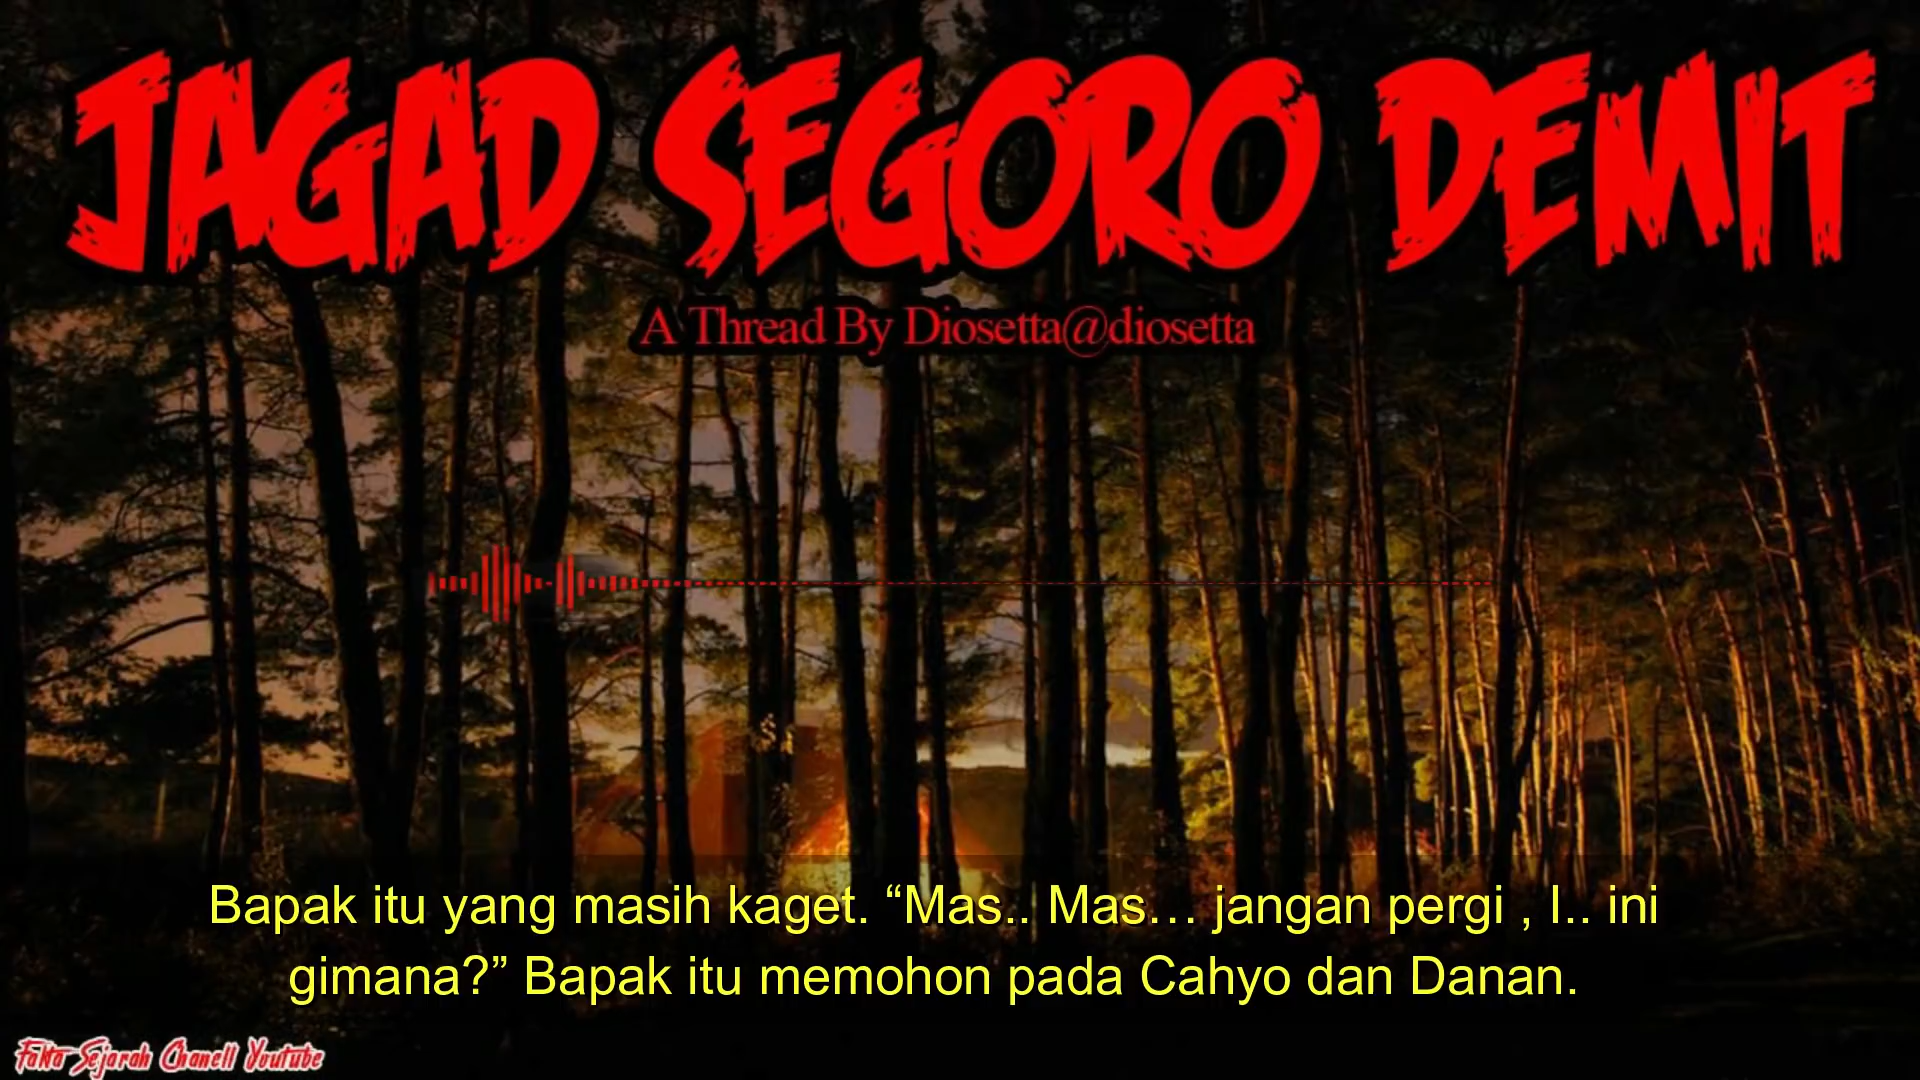 JAGAD SEGORO DEMIT
A Thread By Diosetta@diosetta
Bapak itu yang masih kaget. “Mas.. Mas… jangan pergi , I.. ini
gimana?” Bapak itu memohon pada Cahyo dan Danan.
Fakta Sejarah Chanell Youtube